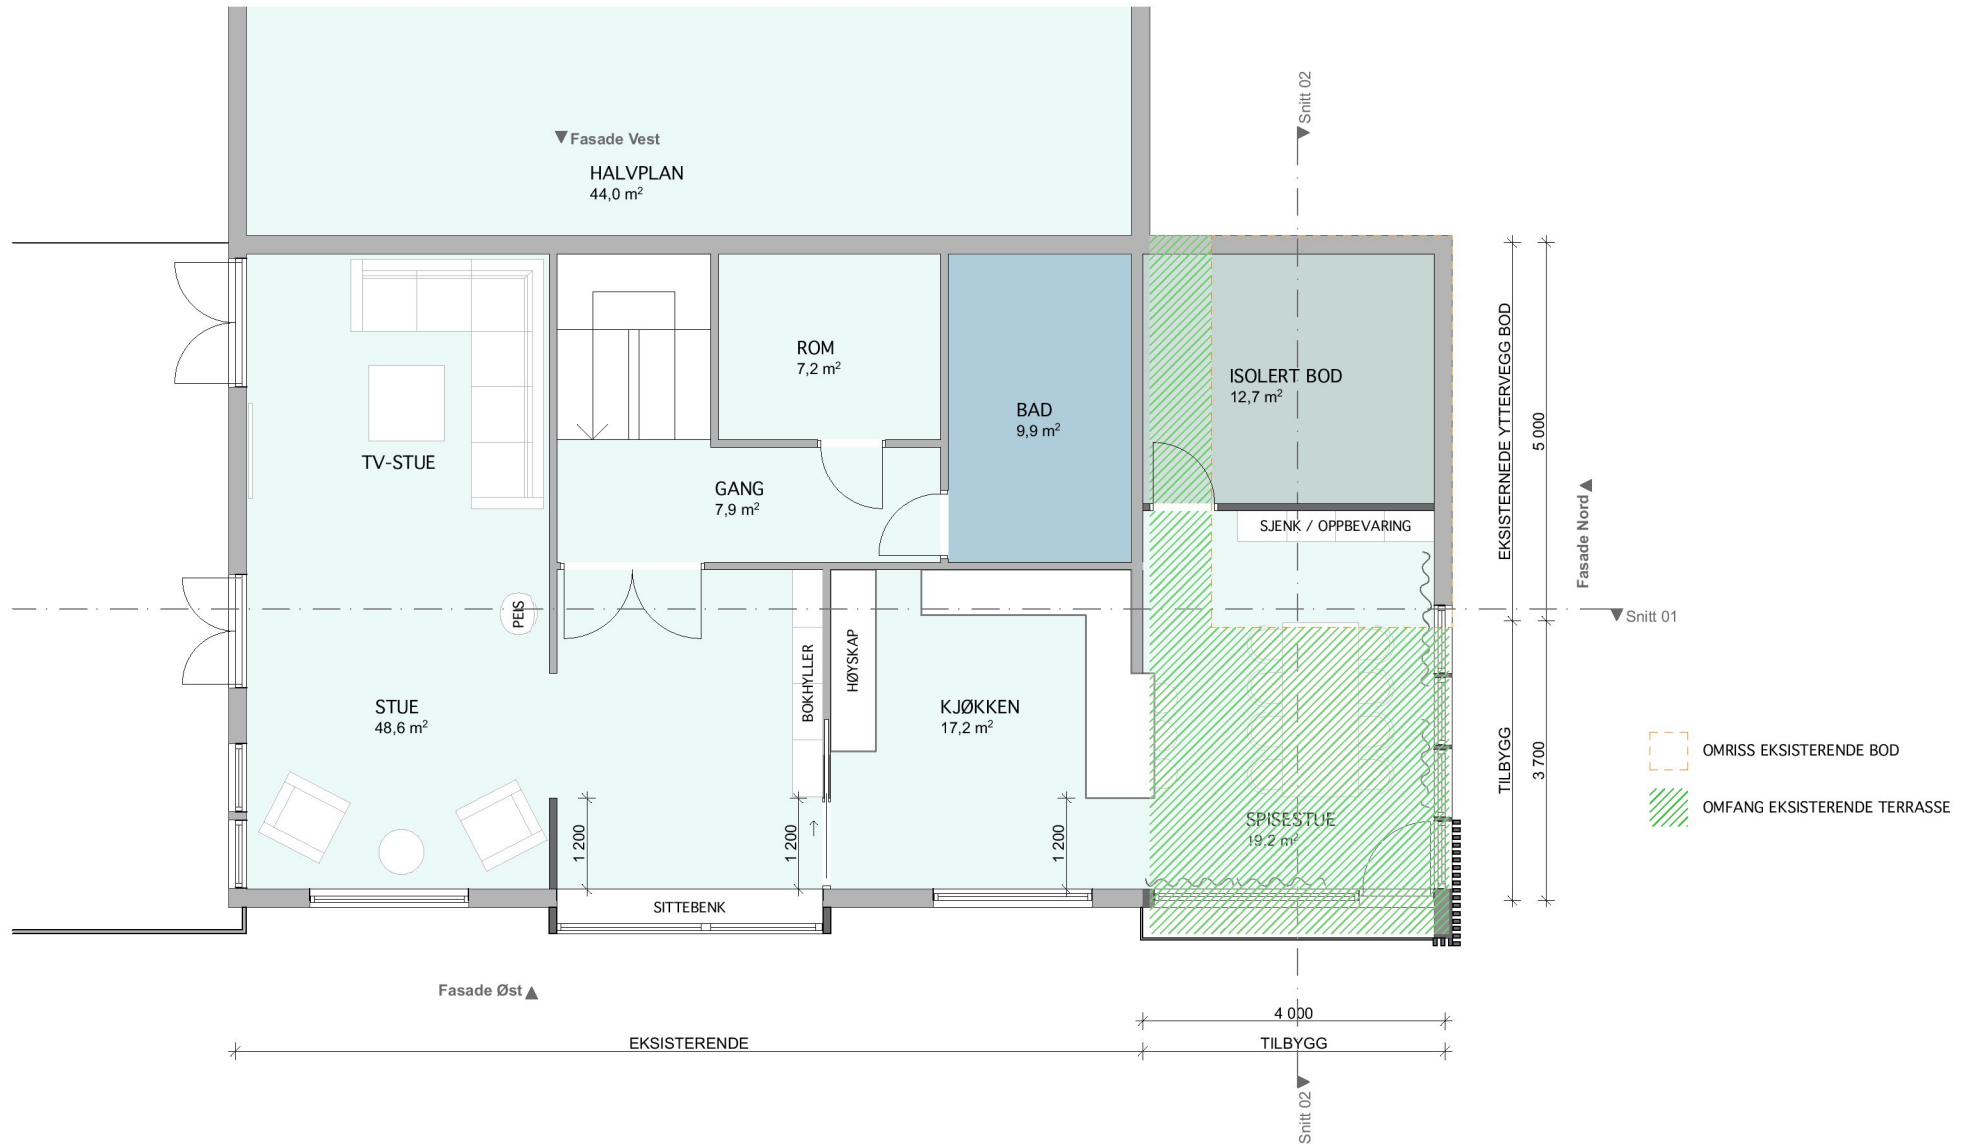 Snitt 02
Fasade Vest
HALVPLAN
44,0 m²
ROM
7,2 m²
ISOLERT BOD
12,7 m²
BAD
9,9 m²
EKSISTERNEDE YTTERVEGG BOD
5 000
TV-STUE
GANG
7,9 m²
SJENK / OPPBEVARING
Fasade Nord
PEIS
Snitt 01
BOKHYLLER
HØYSKAP
STUE
48,6 m²
KJØKKEN
17,2 m²
TILBYGG
3 700
OMRISS EKSISTERENDE BOD
OMFANG EKSISTERENDE TERRASSE
SPISESTUE
19,2 m²
1 200
1 200
1 200
SITTEBENK
Fasade Øst
4 000
EKSISTERENDE
TILBYGG
Snitt 02